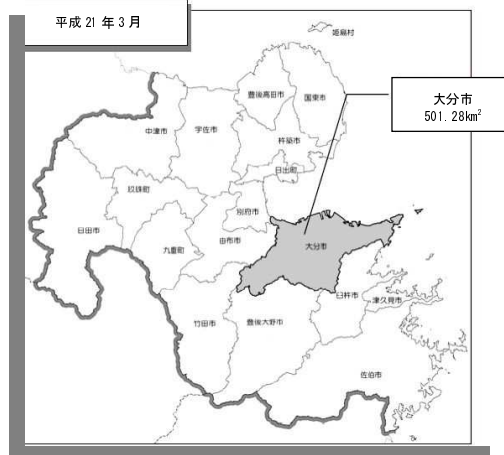 平成21年3月
姫島村
大分市
501.28km²
豊後高田市
国東市
中津市
宇佐市
杵築市
日出町
玖珠町
別府市
日田市
九重町
由布市
大分市
臼杵市
津久見市
竹田市
豊後大野市
佐伯市